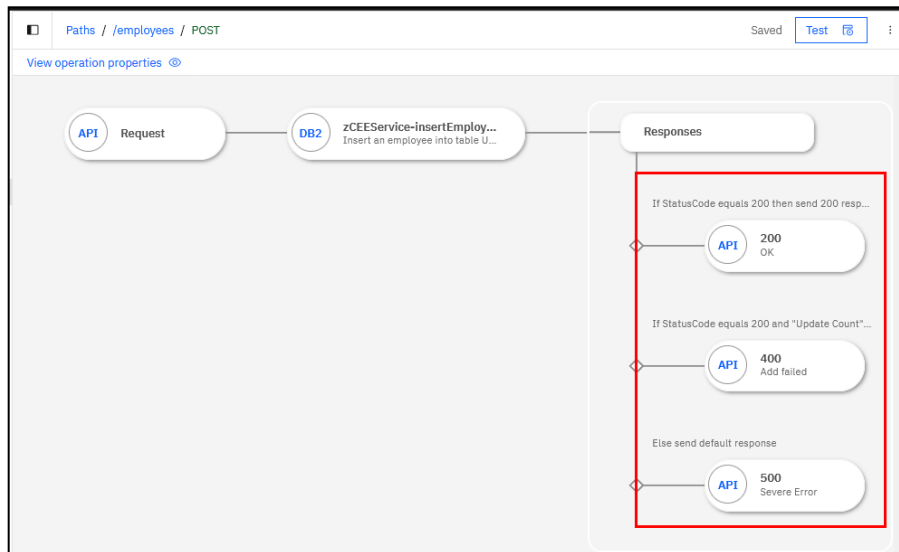 Paths / /employees / POST
Saved
Test
View operation properties
API
Request
DB2
zCEEService-insertEmploy...
Insert an employee into table U...
Responses
If StatusCode equals 200 then send 200 resp...
API
200
OK
If StatusCode equals 200 and "Update Count"...
API
400
Add failed
Else send default response
API
500
Severe Error